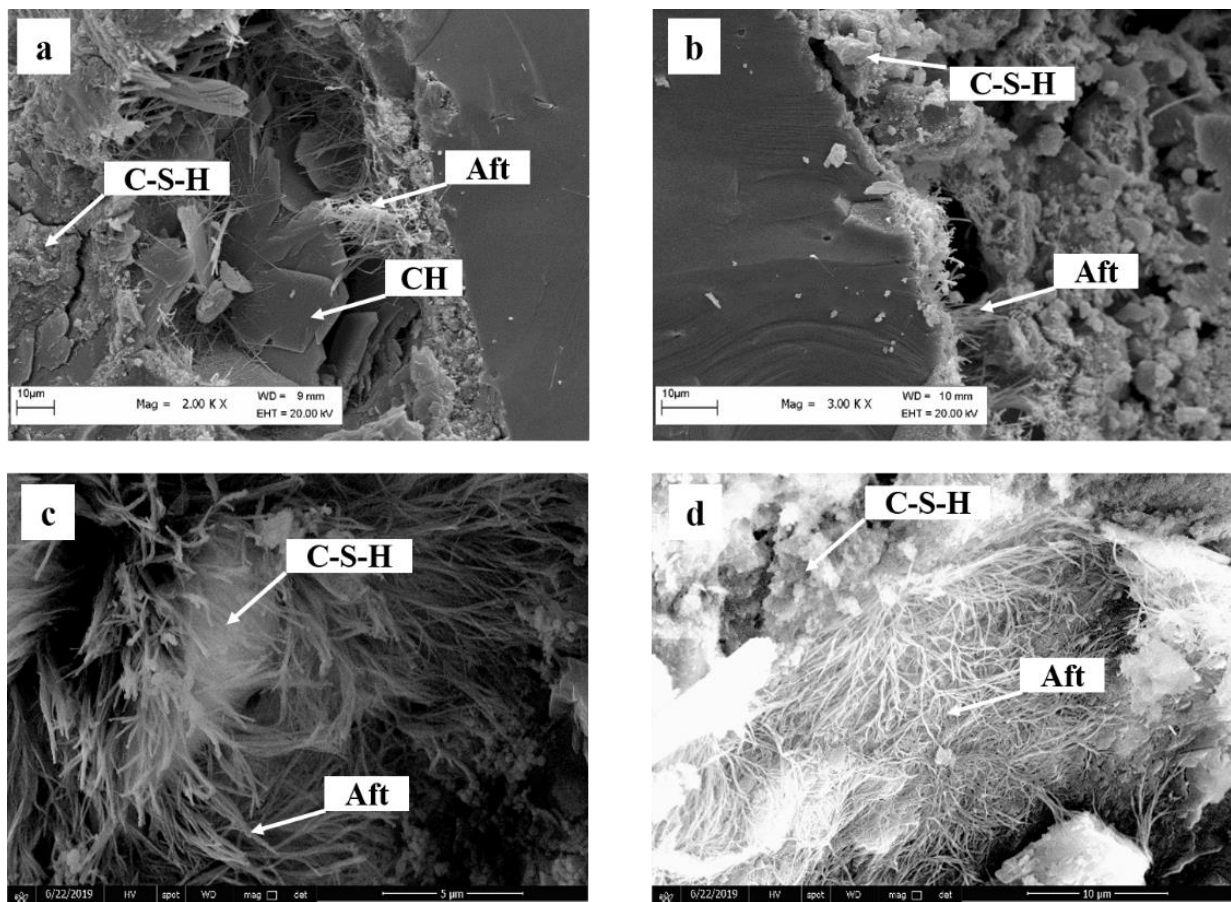 a
C-S-H
Aft
CH
10µm
Mag = 2.00 K X
WD = 9 mm
EHT = 20.00 kV
b
C-S-H
Aft
10µm
Mag = 3.00 K X
WD = 10 mm
EHT = 20.00 kV
c
C-S-H
Aft
6/22/2019 HV spot WD mag det 5 µm
d
C-S-H
Aft
6/22/2019 HV spot WD mag det 10 µm